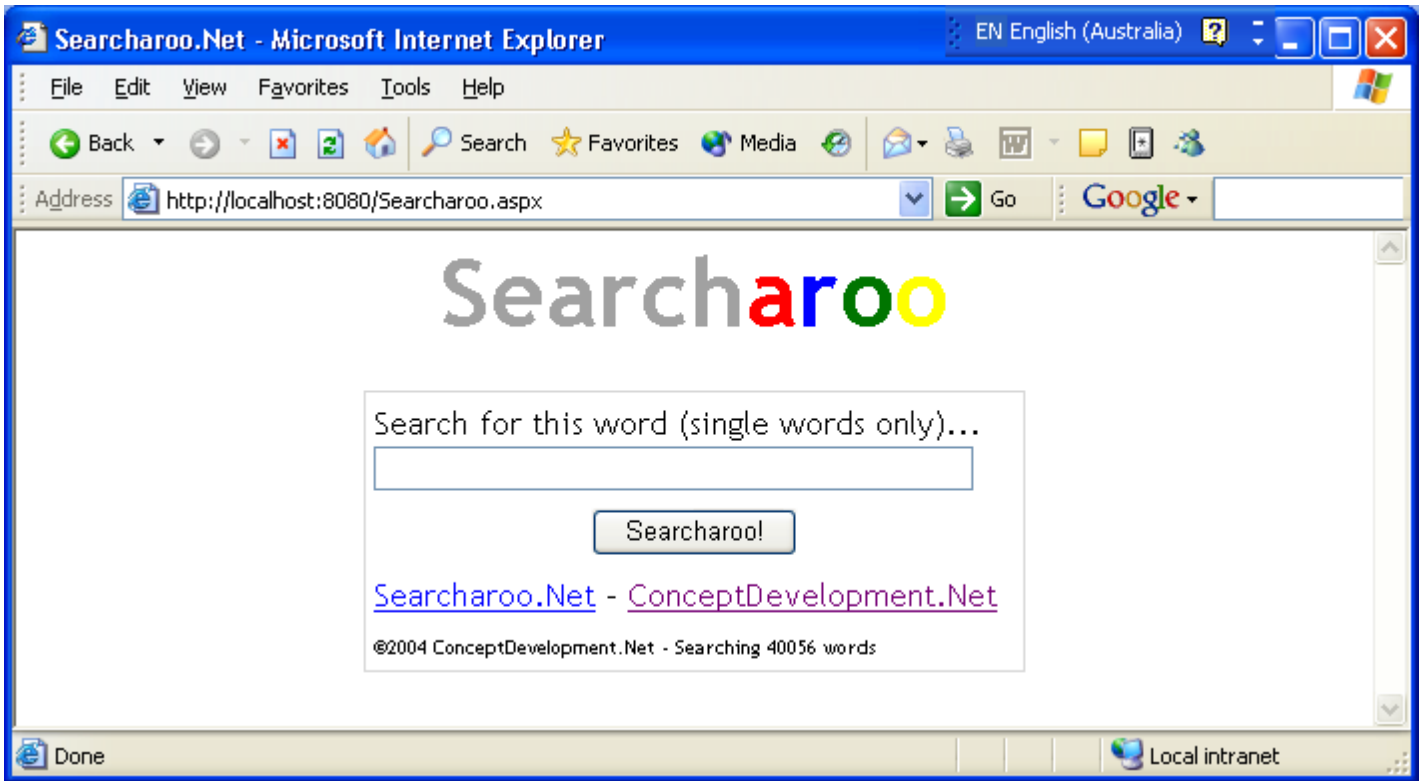 Searcharoo.Net - Microsoft Internet Explorer EN English (Australia)
File Edit View Favorites Tools Help
Back Search Favorites Media W
Address http://localhost:8080/Searcharoo.aspx Go Google
Searcharoo
Search for this word (single words only)...
Searcharoo!
Searcharoo.Net - ConceptDevelopment.Net
©2004 ConceptDevelopment.Net - Searching 40056 words
Done Local intranet